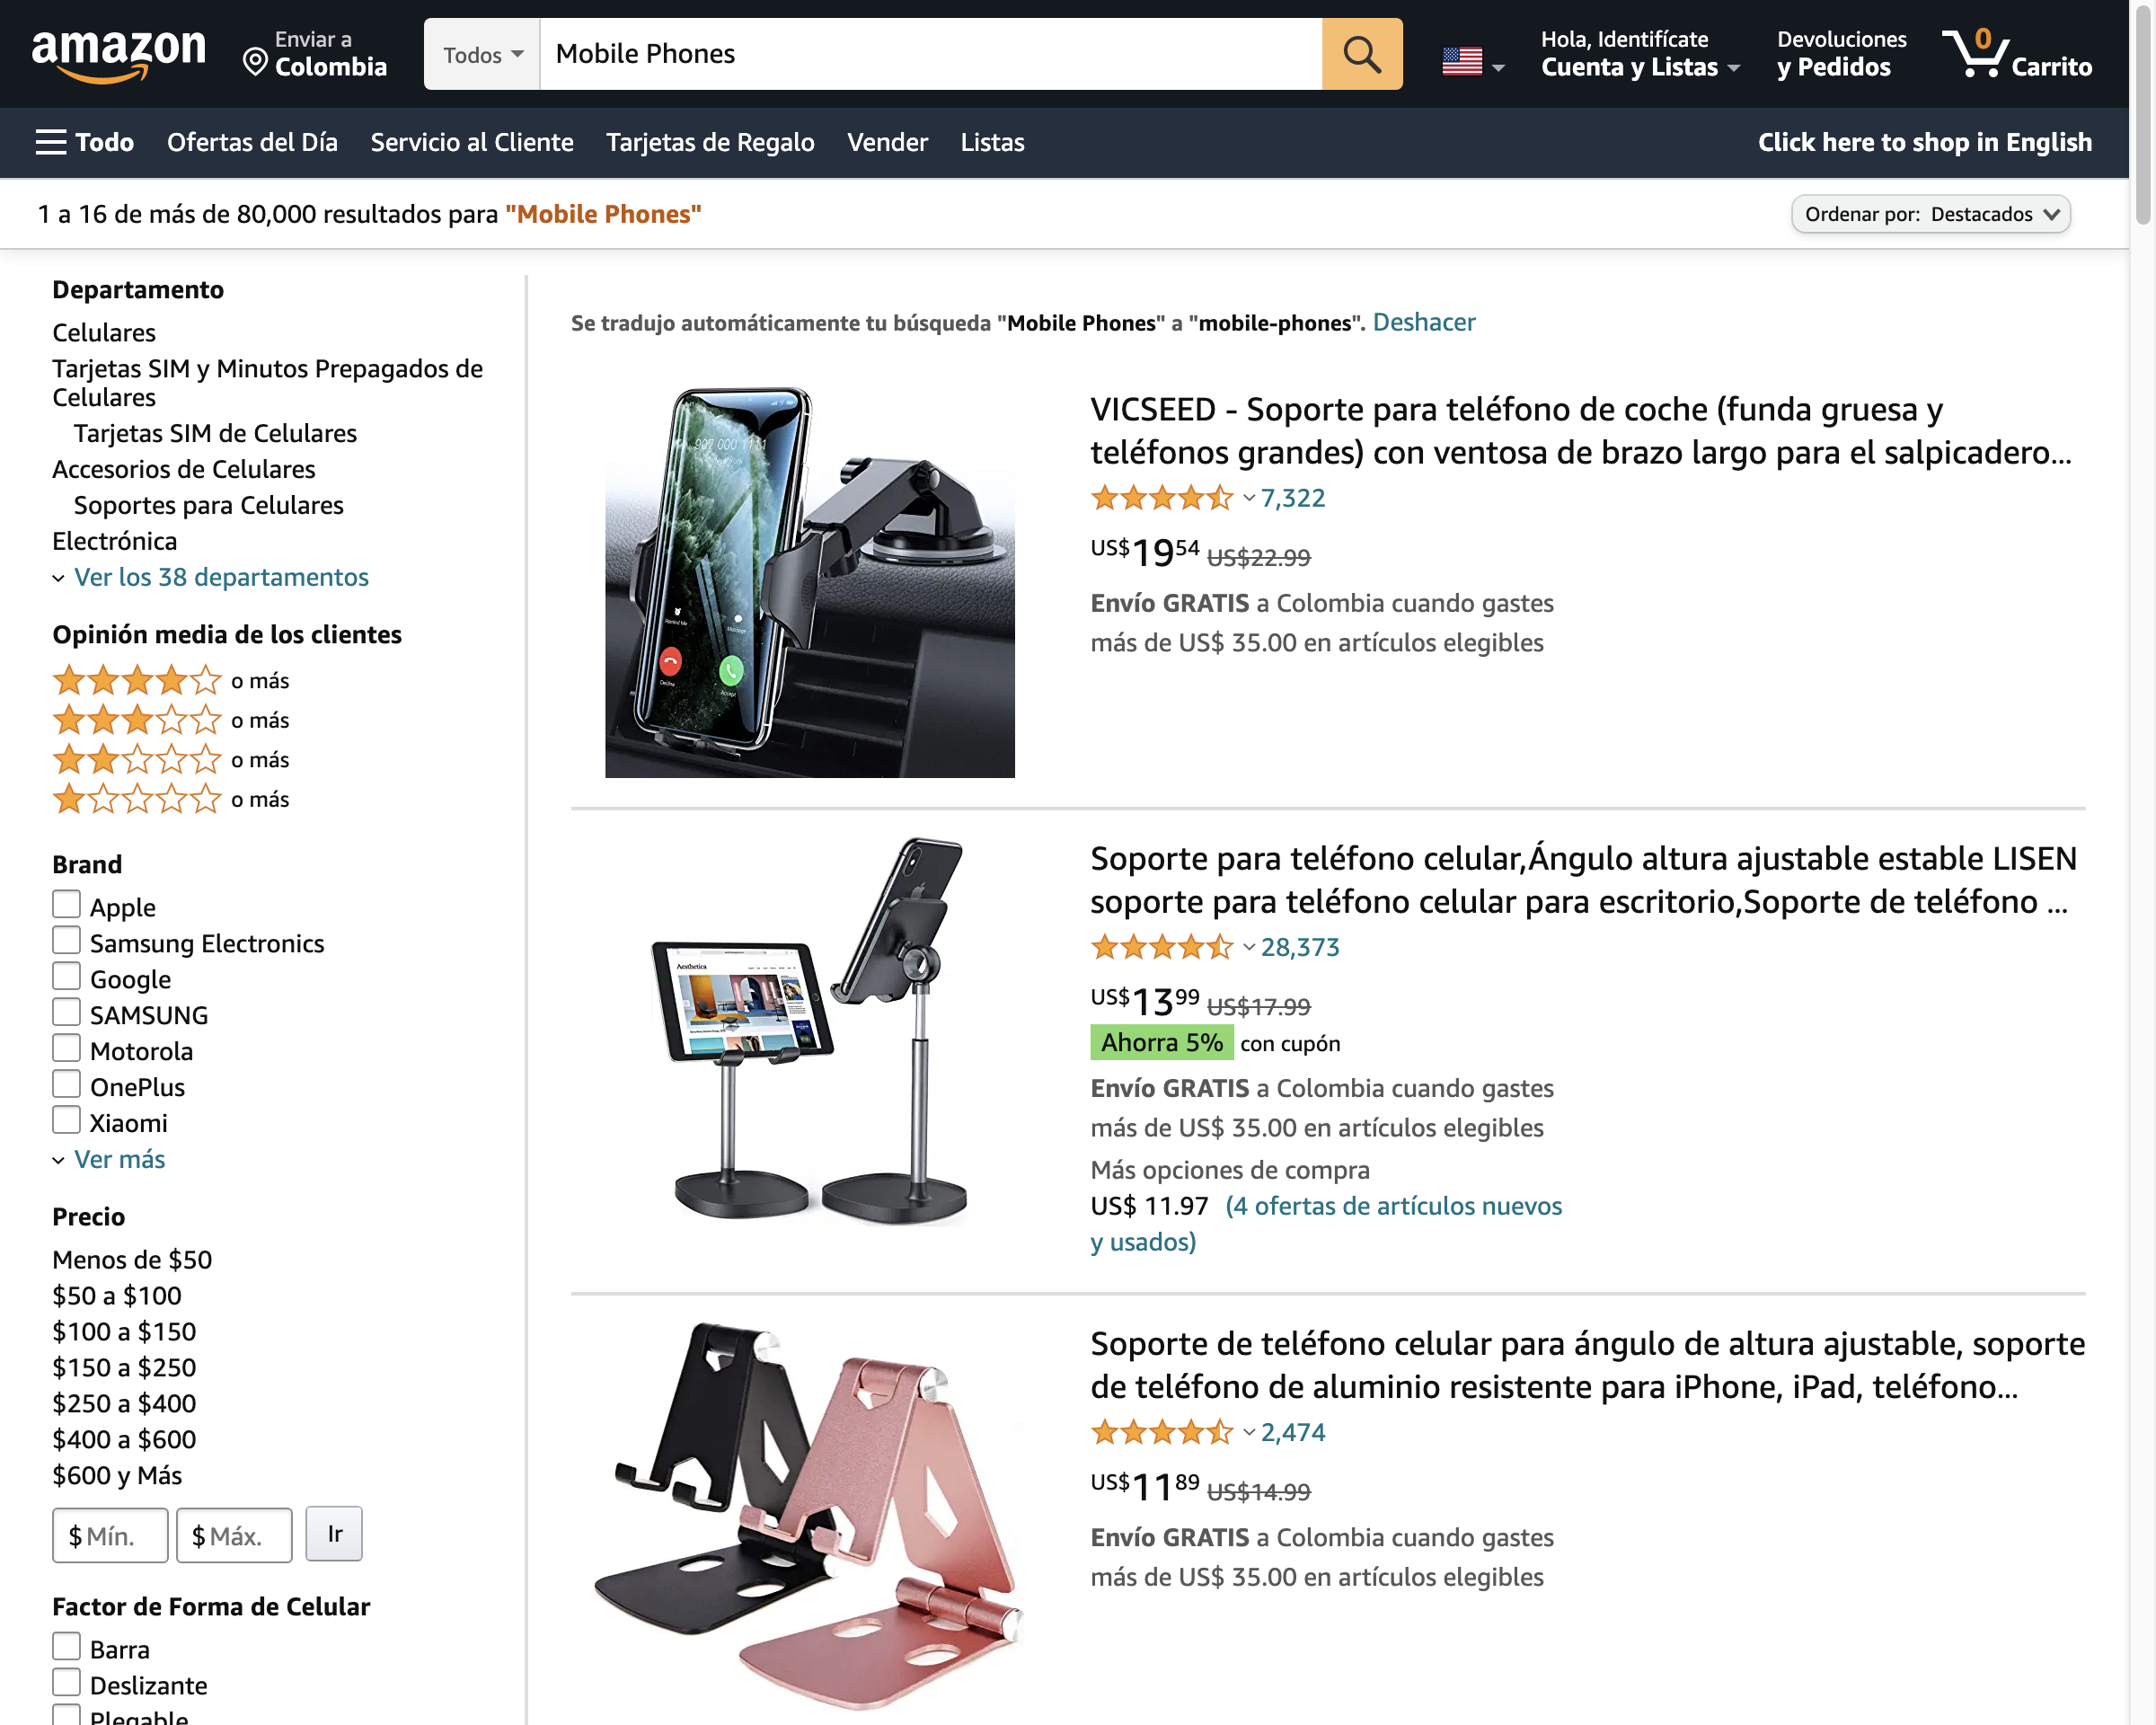 amazon
Enviar a
Colombia
Todos
Mobile Phones
Hola, Identifícate
Cuenta y Listas
Devoluciones
y Pedidos
0
Carrito
Todo
Ofertas del Día
Servicio al Cliente
Tarjetas de Regalo
Vender
Listas
Click here to shop in English
1 a 16 de más de 80,000 resultados para "Mobile Phones"
Ordenar por: Destacados
Departamento
Celulares
Tarjetas SIM y Minutos Prepagados de
Celulares
Tarjetas SIM de Celulares
Accesorios de Celulares
Soportes para Celulares
Electrónica
Ver los 38 departamentos
Opinión media de los clientes
o más
o más
o más
o más
Brand
Apple
Samsung Electronics
Google
SAMSUNG
Motorola
OnePlus
Xiaomi
Ver más
Precio
Menos de $50
$50 a $100
$100 a $150
$150 a $250
$250 a $400
$400 a $600
$600 y Más
$ Mín.
$ Máx.
Ir
Factor de Forma de Celular
Barra
Deslizante
Plegable
Se tradujo automáticamente tu búsqueda "Mobile Phones" a "mobile-phones". Deshacer
907 000 1111
Remind Me
Message
Decline
Accept
VICSEED - Soporte para teléfono de coche (funda gruesa y
teléfonos grandes) con ventosa de brazo largo para el salpicadero...
7,322
US$1954 US$22.99
Envío GRATIS a Colombia cuando gastes
más de US$ 35.00 en artículos elegibles
Aesthetica
Soporte para teléfono celular,Ángulo altura ajustable estable LISEN
soporte para teléfono celular para escritorio,Soporte de teléfono ...
28,373
US$1399 US$17.99
Ahorra 5% con cupón
Envío GRATIS a Colombia cuando gastes
más de US$ 35.00 en artículos elegibles
Más opciones de compra
US$ 11.97 (4 ofertas de artículos nuevos
y usados)
Soporte de teléfono celular para ángulo de altura ajustable, soporte
de teléfono de aluminio resistente para iPhone, iPad, teléfono...
2,474
US$1189 US$14.99
Envío GRATIS a Colombia cuando gastes
más de US$ 35.00 en artículos elegibles